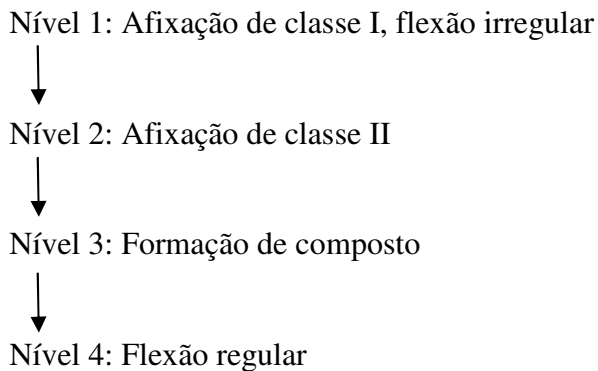 Nível 1: Afixação de classe I, flexão irregular
Nível 2: Afixação de classe II
Nível 3: Formação de composto
Nível 4: Flexão regular